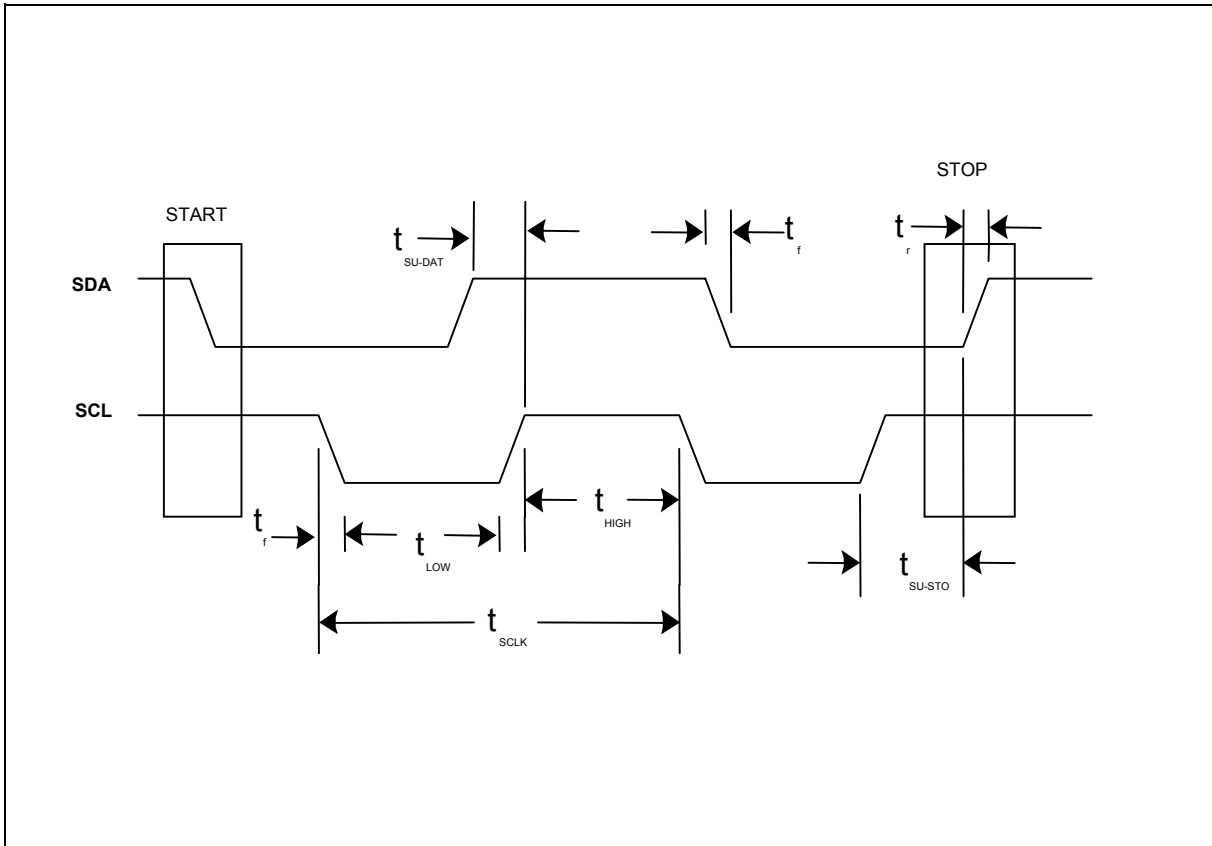 STOP
START
t SU-DAT
t f
t r
SDA
SCL
t HIGH
t f
t LOW
t SU-STO
t SCLK